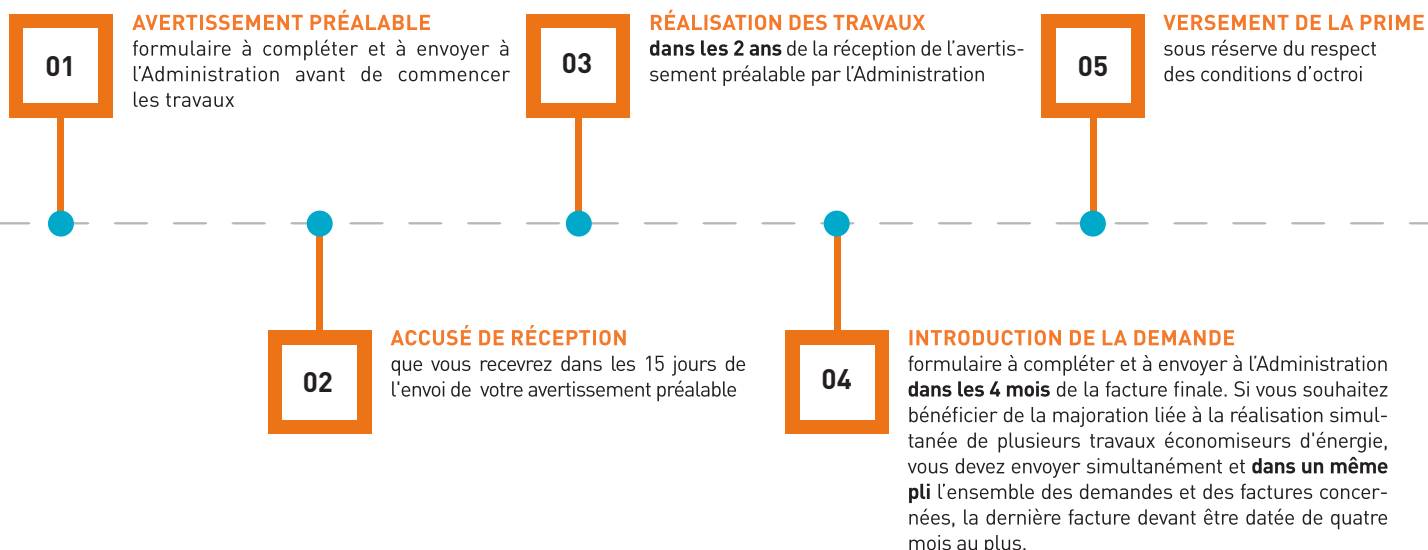 01
AVERTISSEMENT PRÉALABLE
formulaire à compléter et à envoyer à
l'Administration avant de commencer
les travaux
02
ACCUSÉ DE RÉCEPTION
que vous recevrez dans les 15 jours de
l'envoi de votre avertissement préalable
03
RÉALISATION DES TRAVAUX
dans les 2 ans de la réception de l'avertis-
sement préalable par l'Administration
04
INTRODUCTION DE LA DEMANDE
formulaire à compléter et à envoyer à l'Administration
dans les 4 mois de la facture finale. Si vous souhaitez
bénéficier de la majoration liée à la réalisation simul-
tanée de plusieurs travaux économiseurs d'énergie,
vous devez envoyer simultanément et dans un même
pli l'ensemble des demandes et des factures concer-
nées, la dernière facture devant être datée de quatre
mois au plus.
05
VERSEMENT DE LA PRIME
sous réserve du respect
des conditions d'octroi